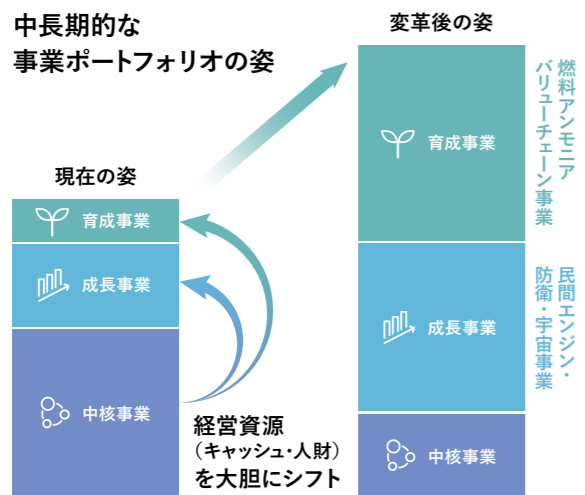 中長期的な
事業ポートフォリオの姿
変革後の姿
育成事業
燃料アンモニア
バリューチェーン事業
現在の姿
育成事業
成長事業
成長事業
民間エンジン・
防衛・宇宙事業
中核事業
経営資源
（キャッシュ・人財）
を大胆にシフト
中核事業